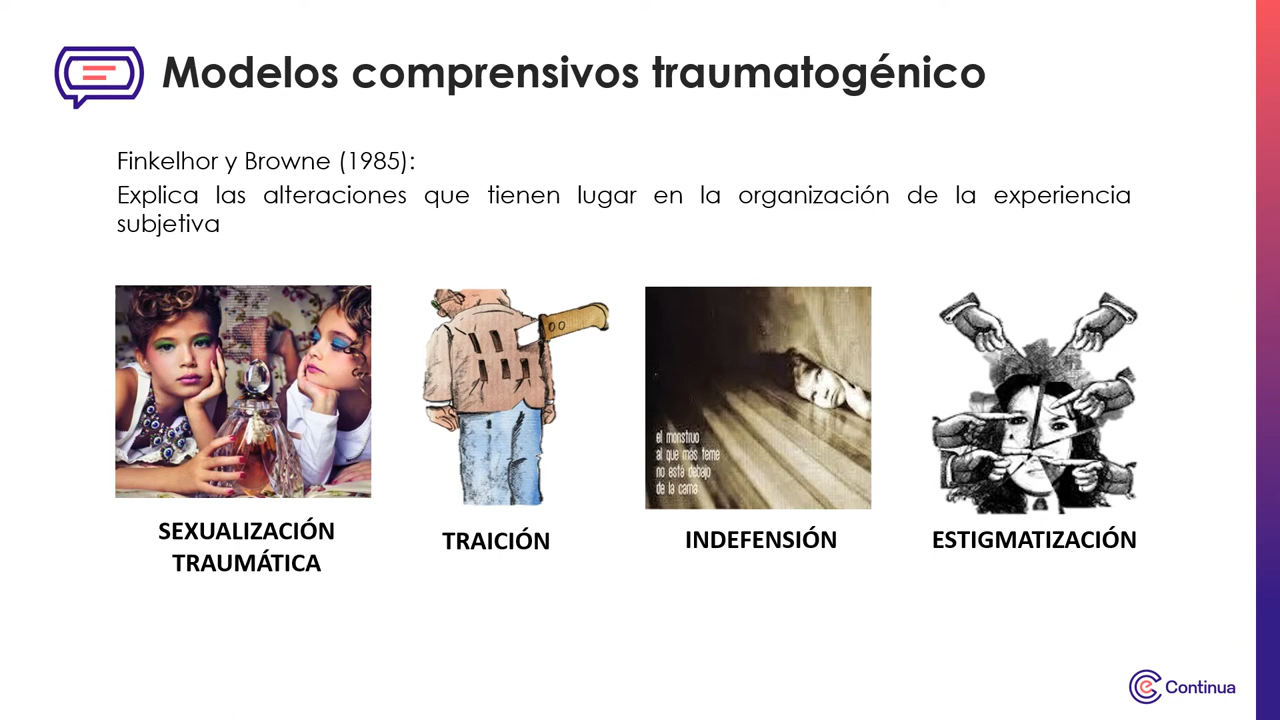 Modelos comprensivos traumatogénico
Finkelhor y Browne (1985):
Explica las alteraciones que tienen lugar en la organización de la experiencia
subjetiva
el monstruo
al que más teme
no está debajo
de la cama
SEXUALIZACIÓN
TRAUMÁTICA
TRAICIÓN
INDEFENSIÓN
ESTIGMATIZACIÓN
Continua